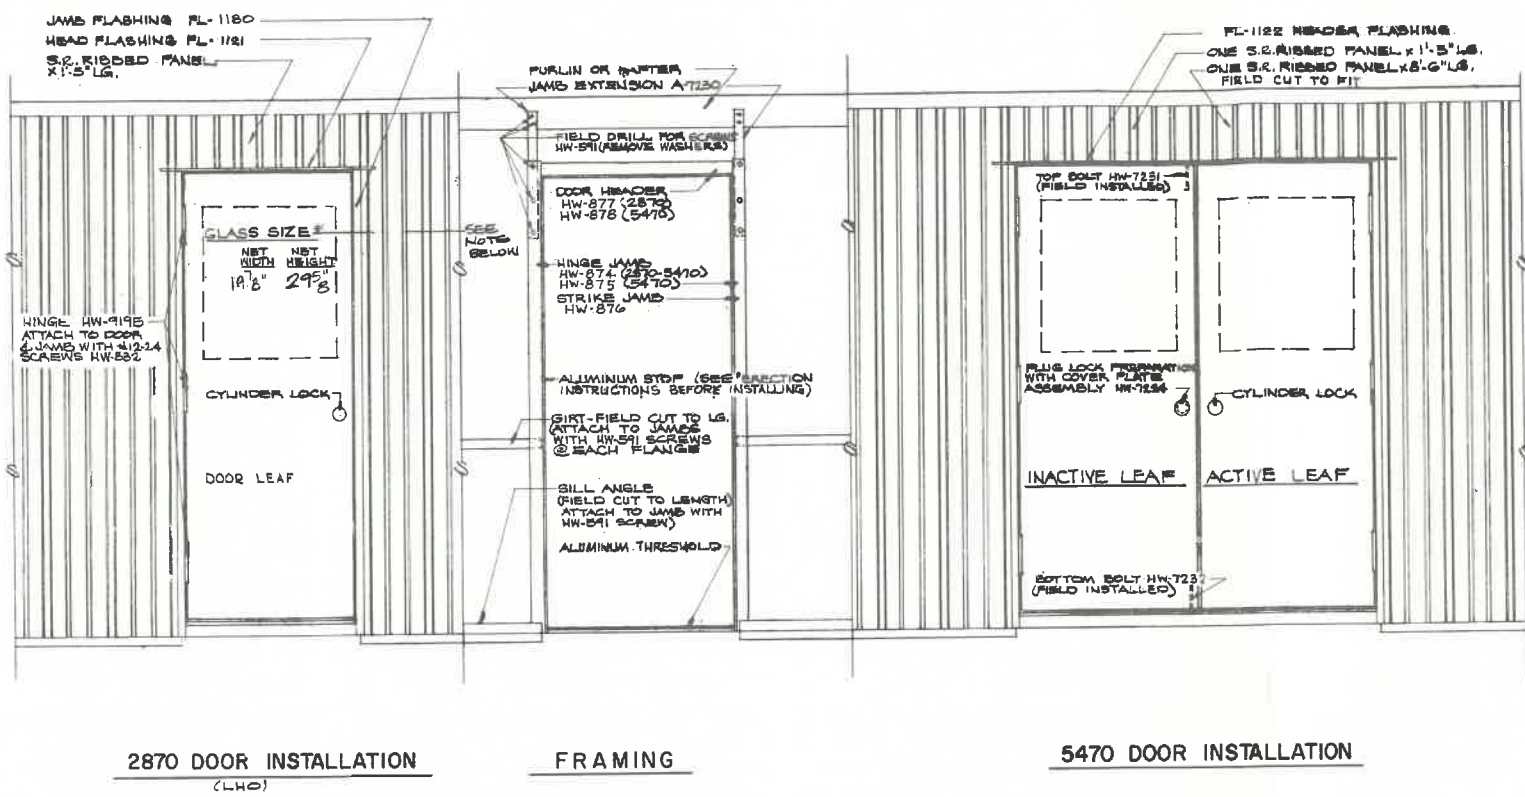 JAMB FLASHING FL-1180
HEAD FLASHING FL-1121
S.R. RIBBED PANEL
X 1'-5" LG.
GLASS SIZE *
NET WIDTH
NET HEIGHT
19 7/8"
29 5/8"
HINGE HW-919B
ATTACH TO DOOR
& JAMB WITH #12-24
SCREWS HW-882
CYLINDER LOCK
DOOR LEAF
SEE
NOTE
BELOW
PURLIN OR RAFTER
JAMB EXTENSION A-7230
FIELD DRILL FOR SCREWS
HW-591 (REMOVE WASHERS)
DOOR HEADER
HW-877 (2870)
HW-878 (5470)
HINGE JAMB
HW-874 (2870-5470)
HW-875 (5470)
STRIKE JAMB
HW-876
ALUMINUM STOP (SEE ERECTION
INSTRUCTIONS BEFORE INSTALLING)
GIRT-FIELD CUT TO LG.
(ATTACH TO JAMBS
WITH HW-591 SCREWS
@ EACH FLANGE
SILL ANGLE
(FIELD CUT TO LENGTH)
ATTACH TO JAMB WITH
HW-591 SCREW)
ALUMINUM THRESHOLD
FL-1122 HEADER FLASHING
ONE S.R. RIBBED PANEL X 1'-5" LG.
ONE S.R. RIBBED PANEL X 8'-6" LG.
FIELD CUT TO FIT
TOP BOLT HW-7231
(FIELD INSTALLED)
PLUG LOCK PREPARATION
WITH COVER PLATE
ASSEMBLY HW-7234
CYLINDER LOCK
INACTIVE LEAF
ACTIVE LEAF
BOTTOM BOLT HW-7232
(FIELD INSTALLED)
2870 DOOR INSTALLATION
(LHO)
FRAMING
5470 DOOR INSTALLATION